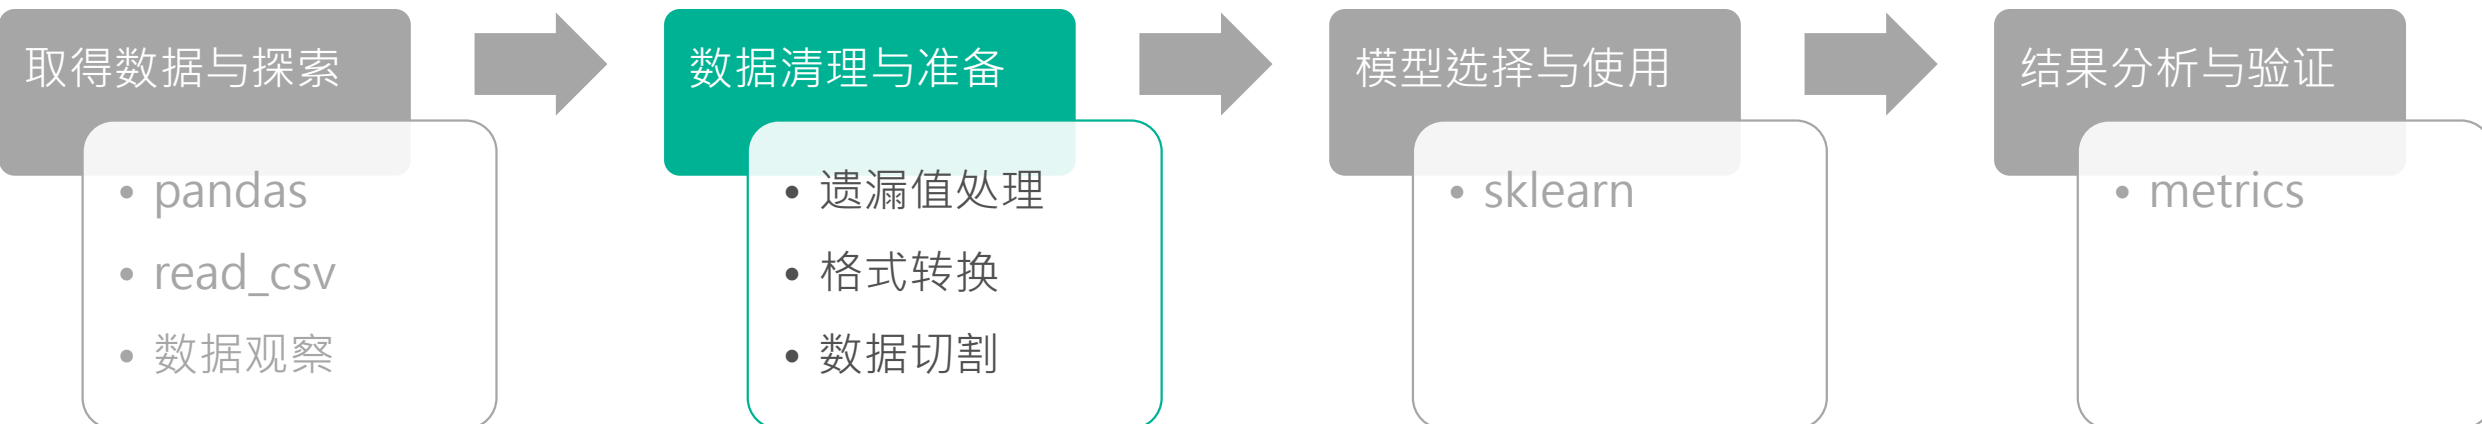 取得数据与探索
• pandas
• read_csv
• 数据观察
数据清理与准备
• 遗漏值处理
• 格式转换
• 数据切割
模型选择与使用
• sklearn
结果分析与验证
• metrics